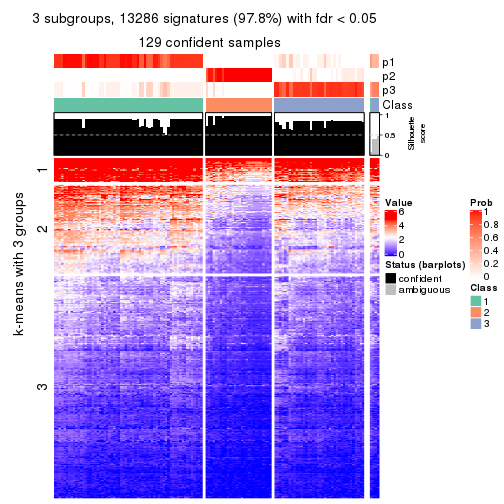 3 subgroups, 13286 signatures (97.8%) with fdr < 0.05
129 confident samples
p1
p2
p3
Class
1
0.5
0
Silhouette
score
k-means with 3 groups
1
2
3
Value
6
4
2
0
Status (barplots)
confident
ambiguous
Prob
1
0.8
0.6
0.4
0.2
0
Class
1
2
3